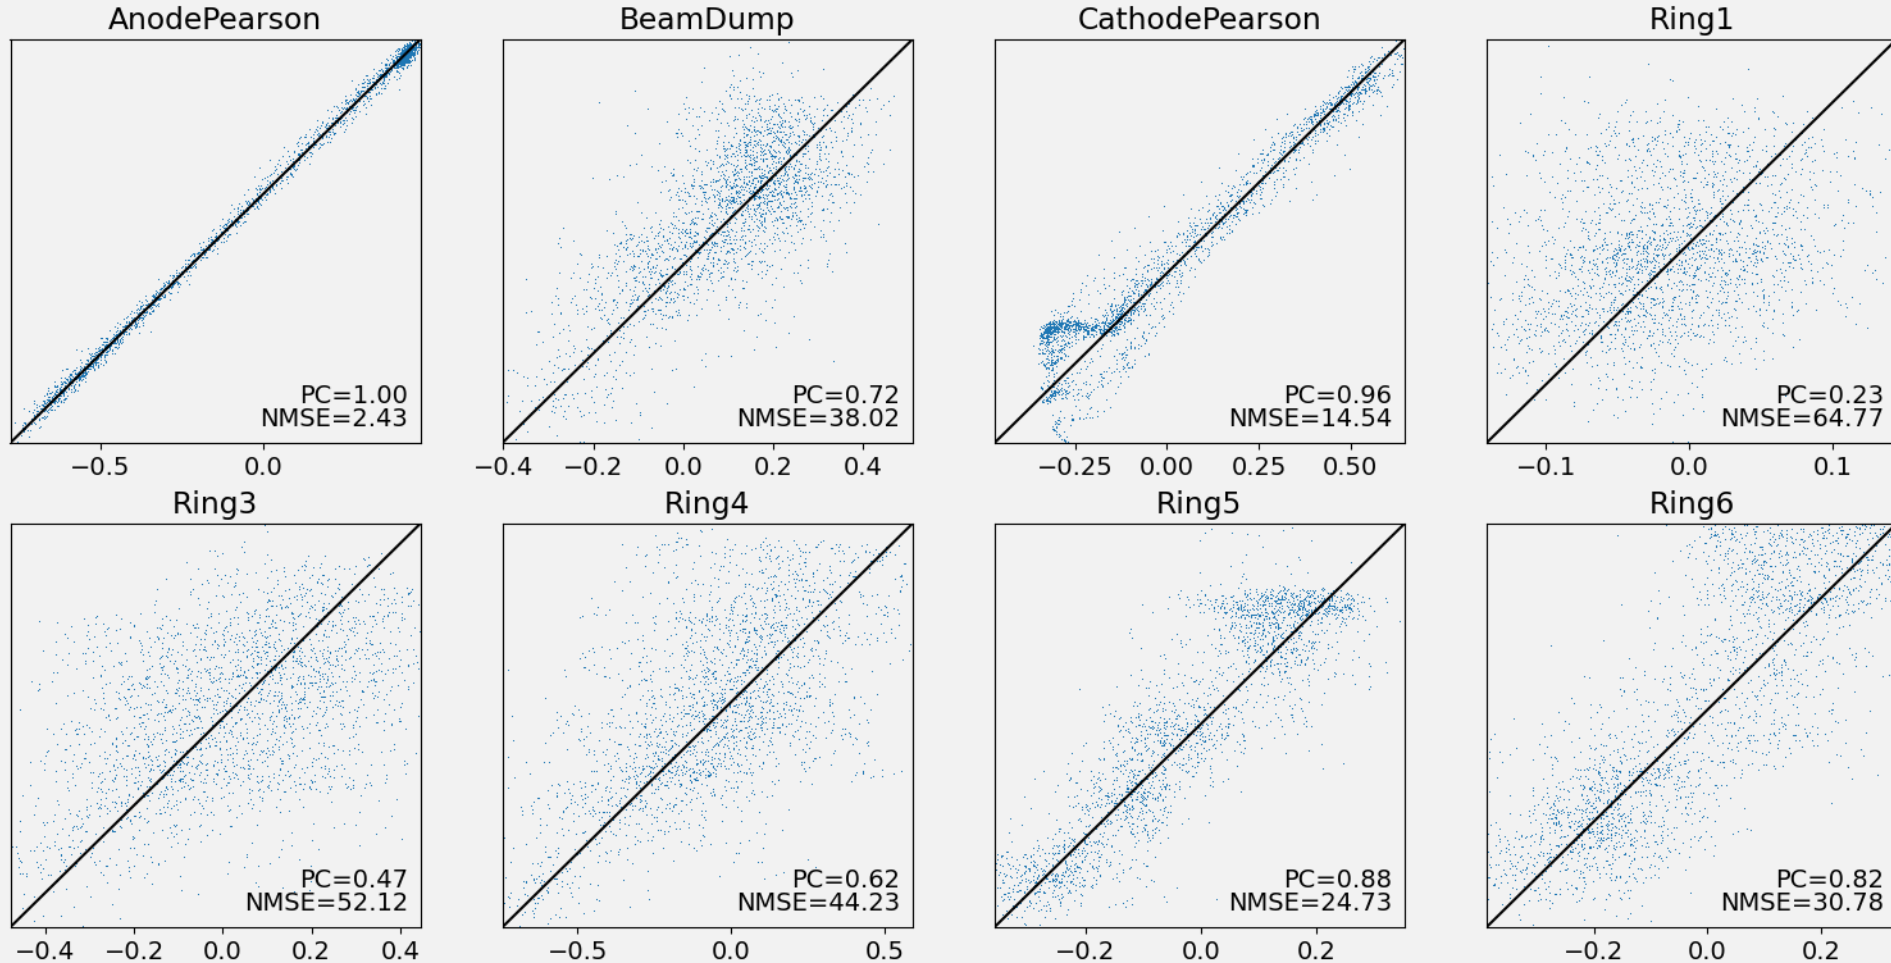 AnodePearson BeamDump CathodePearson Ring1
PC=1.00 PC=0.72 PC=0.96 PC=0.23
NMSE=2.43 NMSE=38.02 NMSE=14.54 NMSE=64.77
−0.5 0.0 −0.4 −0.2 0.0 0.2 0.4 −0.25 0.00 0.25 0.50 −0.1 0.0 0.1
Ring3 Ring4 Ring5 Ring6
PC=0.47 PC=0.62 PC=0.88 PC=0.82
NMSE=52.12 NMSE=44.23 NMSE=24.73 NMSE=30.78
−0.4 −0.2 0.0 0.2 0.4 −0.5 0.0 0.5 −0.2 0.0 0.2 −0.2 0.0 0.2